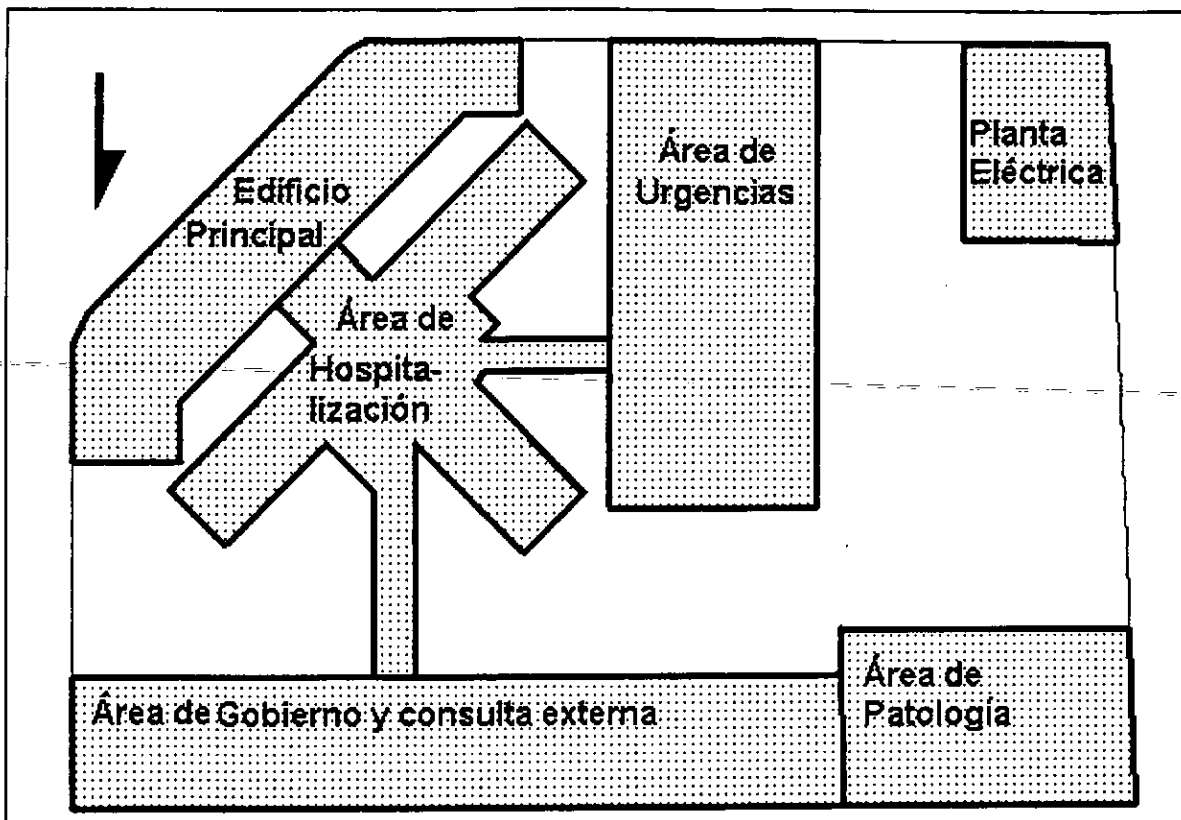 Edificio
Principal
Área de
Urgencias
Planta
Eléctrica
Área de
Hospita-
lización
Área de Gobierno y consulta externa
Área de
Patología